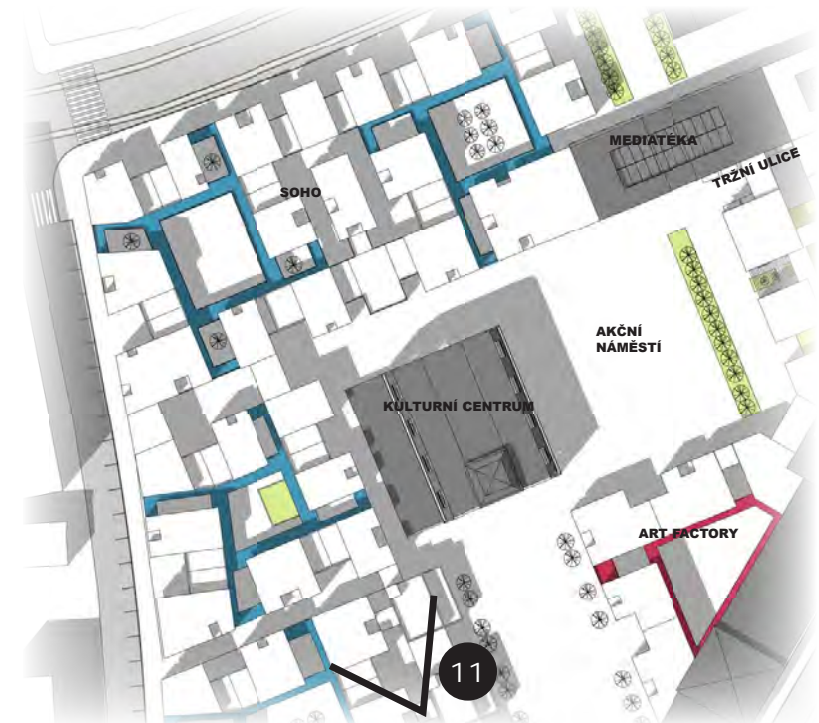 MEDIATÉKA
TRŽNÍ ULICE
SOHO
AKČNÍ
NÁMĚSTÍ
KULTURNÍ CENTRUM
ART FACTORY
11